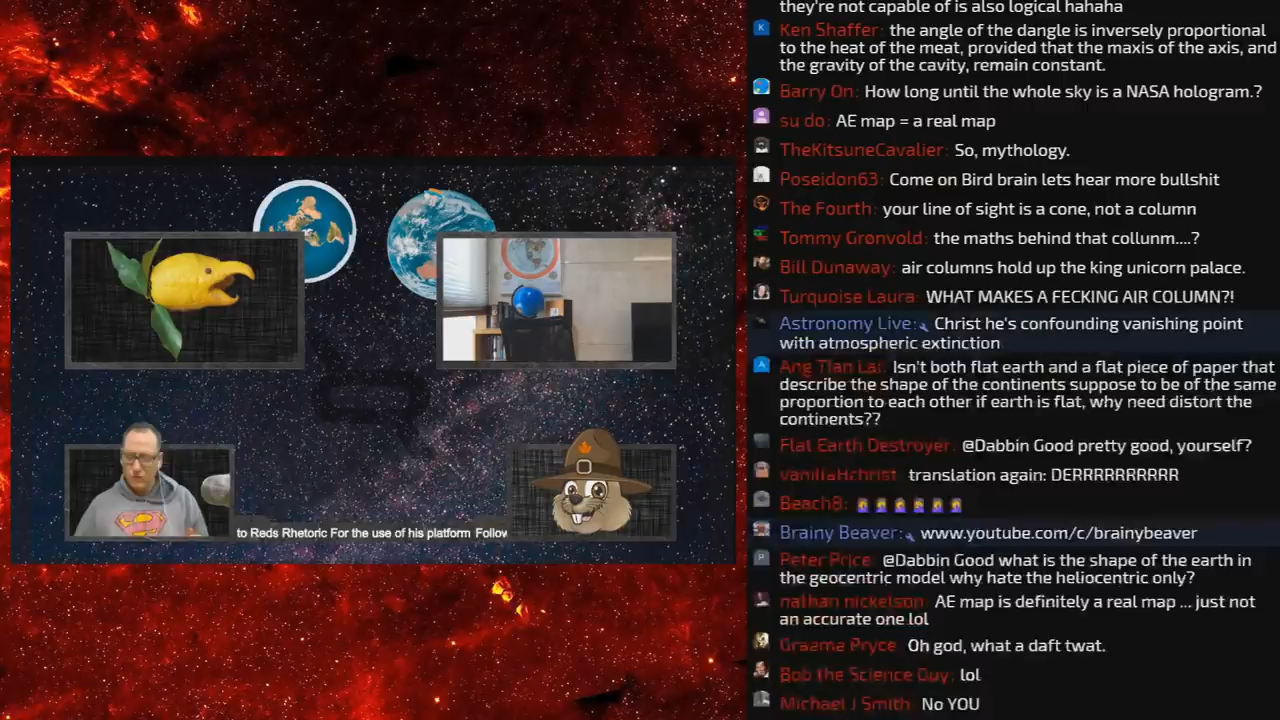 they're not capable of is also logical hahaha
Ken Shaffer: the angle of the dangle is inversely proportional
to the heat of the meat, provided that the maxis of the axis, and
the gravity of the cavity, remain constant.
Barry On: How long until the whole sky is a NASA hologram.?
su do: AE map = a real map
TheKitsuneCavalier: So, mythology.
Poseidon63: Come on Bird brain lets hear more bullshit
The Fourth: your line of sight is a cone, not a column
Tommy Grønvold: the maths behind that collunm....?
Bill Dunaway: air columns hold up the king unicorn palace.
Turquoise Laura: WHAT MAKES A FECKING AIR COLUMN?!
Astronomy Live: Christ he's confounding vanishing point
with atmospheric extinction
Ang Tian Lai: Isn't both flat earth and a flat piece of paper that
describe the shape of the continents suppose to be of the same
proportion to each other if earth is flat, why need distort the
continents??
Flat Earth Destroyer: @Dabbin Good pretty good, yourself?
vanillaHchrist: translation again: DERRRRRRRRRR
Beach8:
Brainy Beaver: www.youtube.com/c/brainybeaver
Peter Price: @Dabbin Good what is the shape of the earth in
the geocentric model why hate the heliocentric only?
nathan nickelson: AE map is definitely a real map ... just not
an accurate one lol
Graeme Pryce: Oh god, what a daft twat.
Bob the Science Guy: lol
Michael J Smith: No YOU
to Reds Rhetoric For the use of his platform Follow